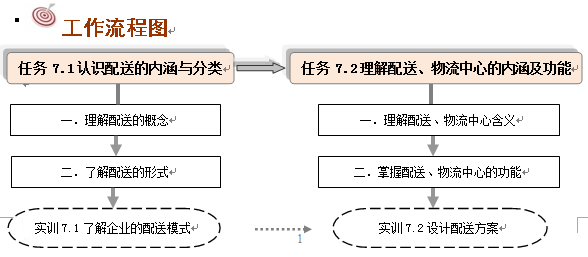 工作流程图
任务 7.1 认识配送的内涵与分类
任务 7.2 理解配送、物流中心的内涵及功能
一．理解配送的概念
一．理解配送、物流中心含义
二．了解配送的形式
二．掌握配送、物流中心的功能
实训 7.1 了解企业的配送模式
实训 7.2 设计配送方案
1